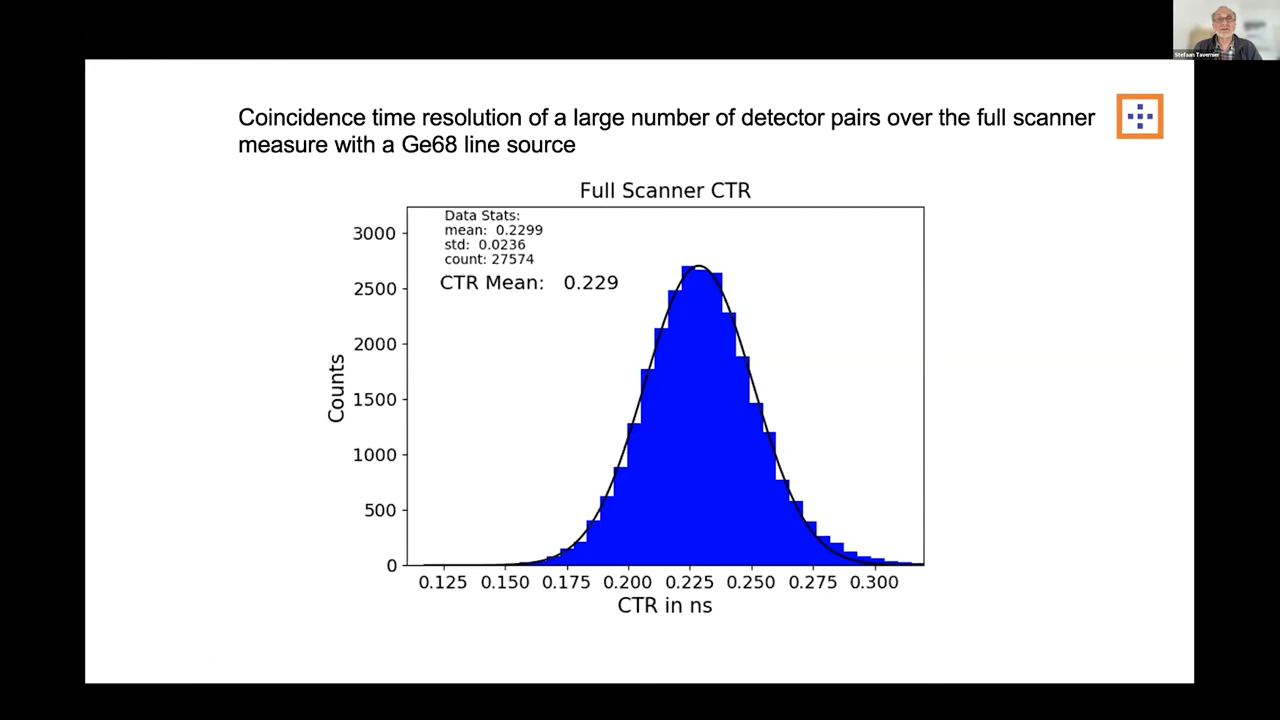 Stefaan Tavernier
Coincidence time resolution of a large number of detector pairs over the full scanner
measure with a Ge68 line source
Full Scanner CTR
Data Stats:
mean: 0.2299
std: 0.0236
count: 27574
CTR Mean: 0.229
3000
2500
2000
1500
1000
500
0
Counts
0.125 0.150 0.175 0.200 0.225 0.250 0.275 0.300
CTR in ns